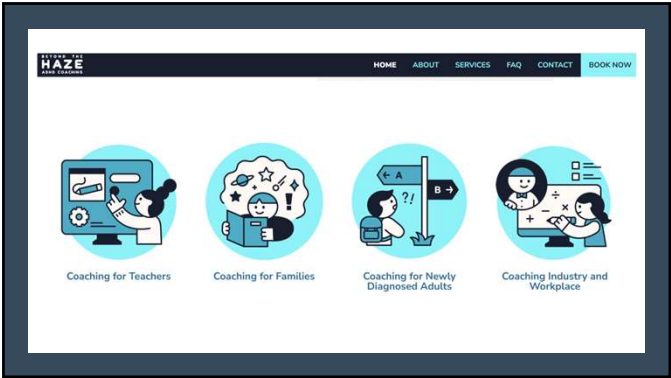 BEYOND THE
HAZE
ADHD COACHING
HOME ABOUT SERVICES FAQ CONTACT BOOK NOW
← A
B →
?!
!
÷
×
+ −
Coaching for Teachers
Coaching for Families
Coaching for Newly
Diagnosed Adults
Coaching Industry and
Workplace